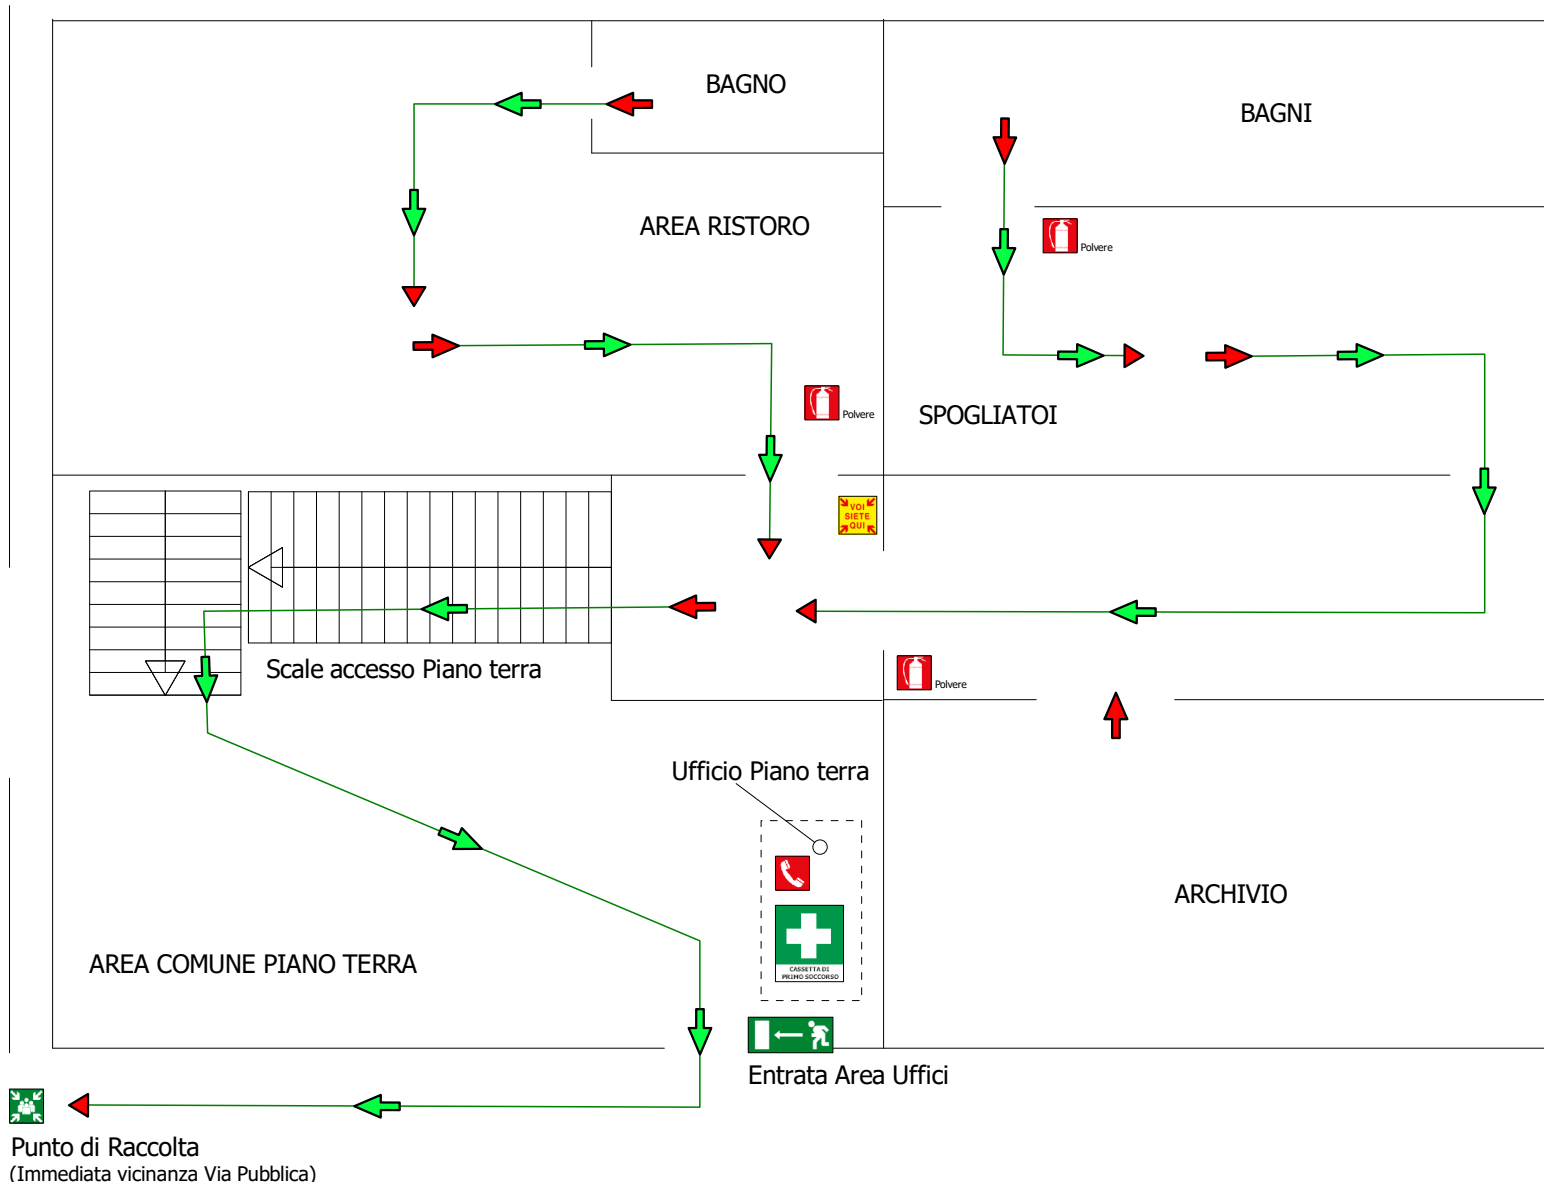 BAGNO
BAGNI
AREA RISTORO
Polvere
Polvere
SPOGLIATOI
VOI
SIETE
QUI
Scale accesso Piano terra
Polvere
Ufficio Piano terra
ARCHIVIO
AREA COMUNE PIANO TERRA
CASSETTA DI
PRIMO SOCCORSO
Entrata Area Uffici
Punto di Raccolta
(Immediata vicinanza Via Pubblica)